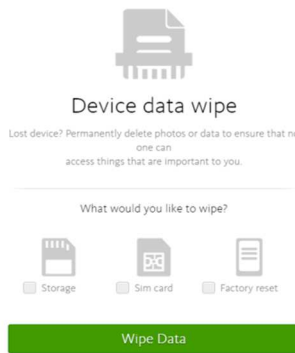 Device data wipe
Lost device? Permanently delete photos or data to ensure that no
one can
access things that are important to you.
What would you like to wipe?
Storage
Sim card
Factory reset
Wipe Data